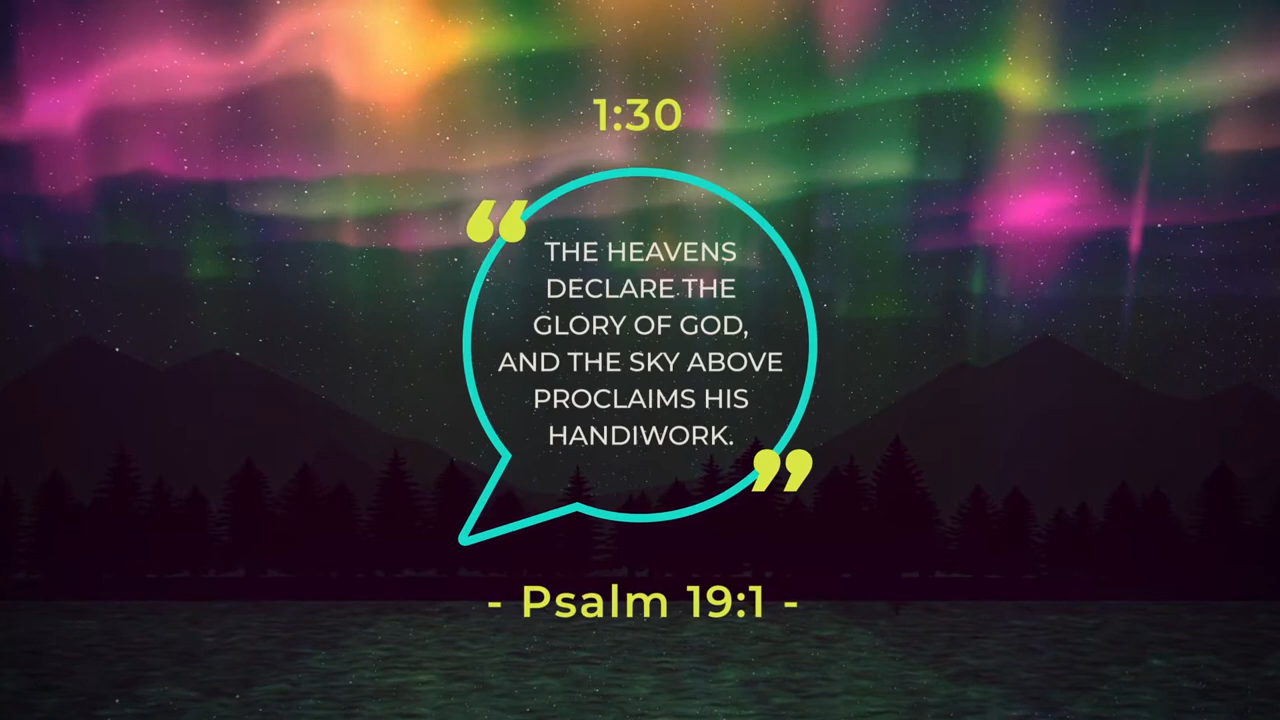 1:30
“
THE HEAVENS
DECLARE THE
GLORY OF GOD,
AND THE SKY ABOVE
PROCLAIMS HIS
HANDIWORK.
”
- Psalm 19:1 -